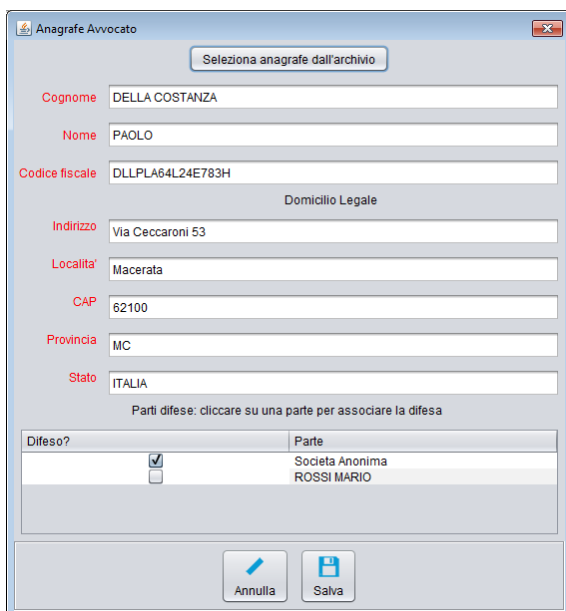 Anagrafe Avvocato
Seleziona anagrafe dall'archivio
Cognome DELLA COSTANZA
Nome PAOLO
Codice fiscale DLLPLA64L24E783H
Domicilio Legale
Indirizzo Via Ceccaroni 53
Localita' Macerata
CAP 62100
Provincia MC
Stato ITALIA
Parti difese: cliccare su una parte per associare la difesa
Difeso? Parte
Societa Anonima
ROSSI MARIO
Annulla Salva